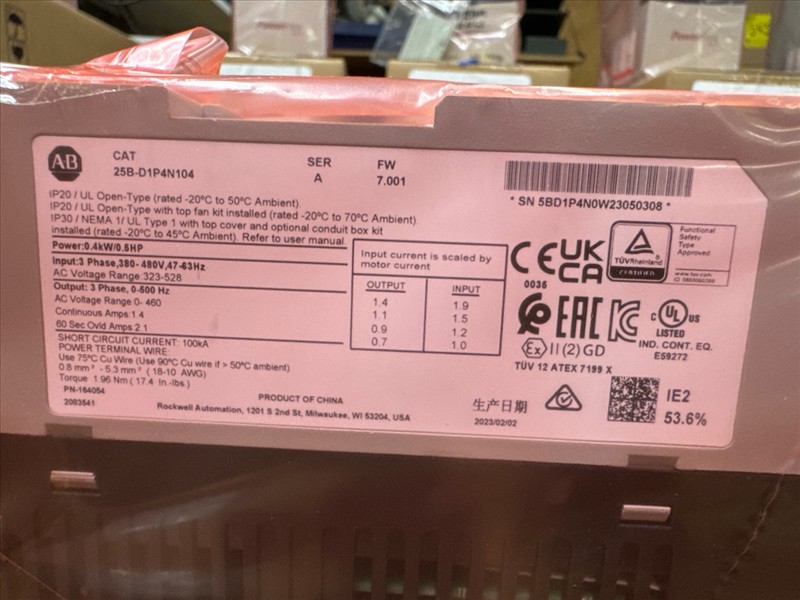 AB
CAT
25B-D1P4N104
SER
A
FW
7.001
* SN 5BD1P4N0W23050308 *
IP20 / UL Open-Type (rated -20°C to 50°C Ambient).
IP20 / UL Open-Type with top fan kit installed (rated -20°C to 70°C Ambient).
IP30 / NEMA 1/ UL Type 1 with top cover and optional conduit box kit
installed (rated -20°C to 45°C Ambient). Refer to user manual
Power:0.4kW/0.5HP
Input:3 Phase,380- 480V,47-63Hz
AC Voltage Range:323-528
Output: 3 Phase, 0-500 Hz
AC Voltage Range:0- 460
Continuous Amps:1.4
60 Sec Ovld Amps:2.1
SHORT CIRCUIT CURRENT: 100kA
POWER TERMINAL WIRE:
Use 75°C Cu Wire (Use 90°C Cu wire if > 50°C ambient)
0.8 mm² - 5.3 mm² ( 18-10 AWG)
Torque 1.96 Nm ( 17.4 In.-lbs.)
PN-164054
2093541
PRODUCT OF CHINA
Rockwell Automation, 1201 S 2nd St, Milwaukee, WI 53204, USA
Input current is scaled by
motor current
OUTPUT INPUT
1.4 1.9
1.1 1.5
0.9 1.2
0.7 1.0
CE
0035
UK
CA
TÜVRheinland
CERTIFIED
Functional
Safety
Type
Approved
www.tuv.com
EAC
C UL US
LISTED
IND. CONT. EQ.
E59272
Ex II (2) GD
TÜV 12 ATEX 7199 X
生产日期
2023/02/02
IE2
53.6%